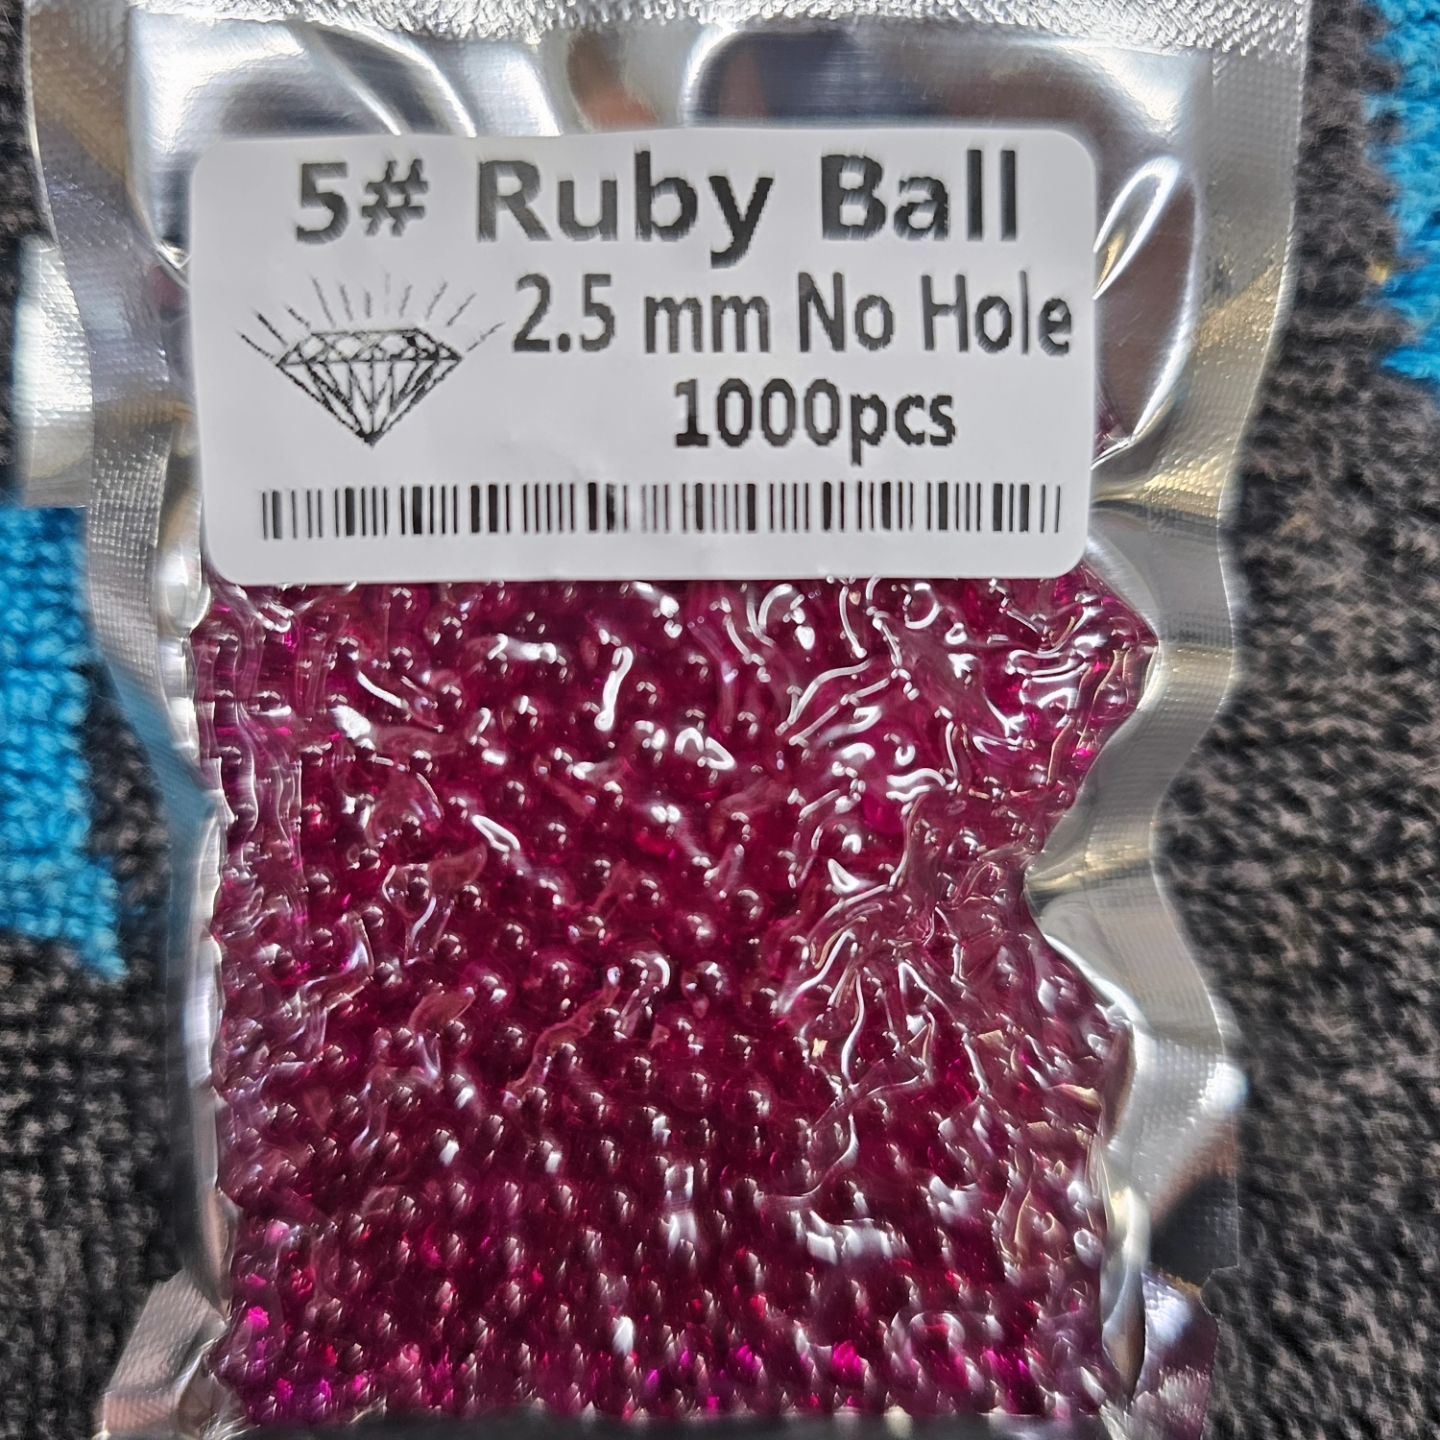 5# Ruby Ball
2.5 mm No Hole
1000pcs